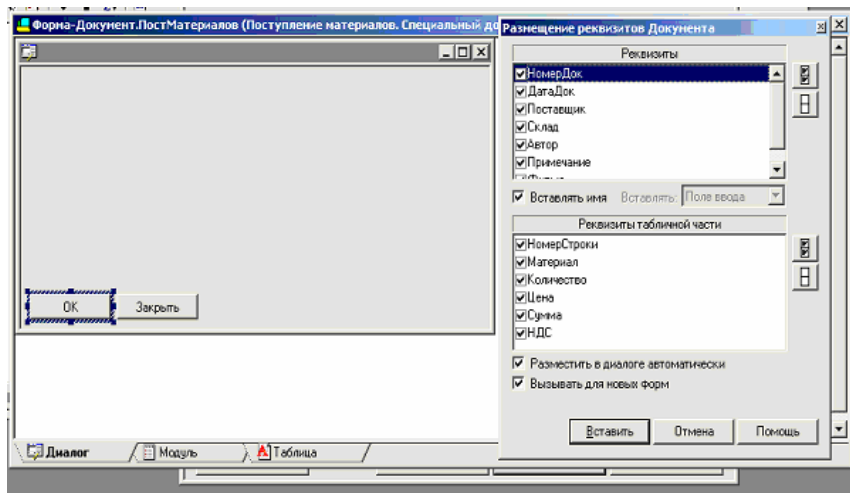 Форма-Документ.ПостМатериалов (Поступление материалов. Специальный до
Размещение реквизитов Документа
Реквизиты
НомерДок
ДатаДок
Поставщик
Склад
Автор
Примечание
Вставлять имя Вставлять: Поле ввода
Реквизиты табличной части
НомерСтроки
Материал
Количество
Цена
Сумма
НДС
Разместить в диалоге автоматически
Вызывать для новых форм
OK Закрыть
Вставить Отмена Помощь
Диалог Модуль Таблица